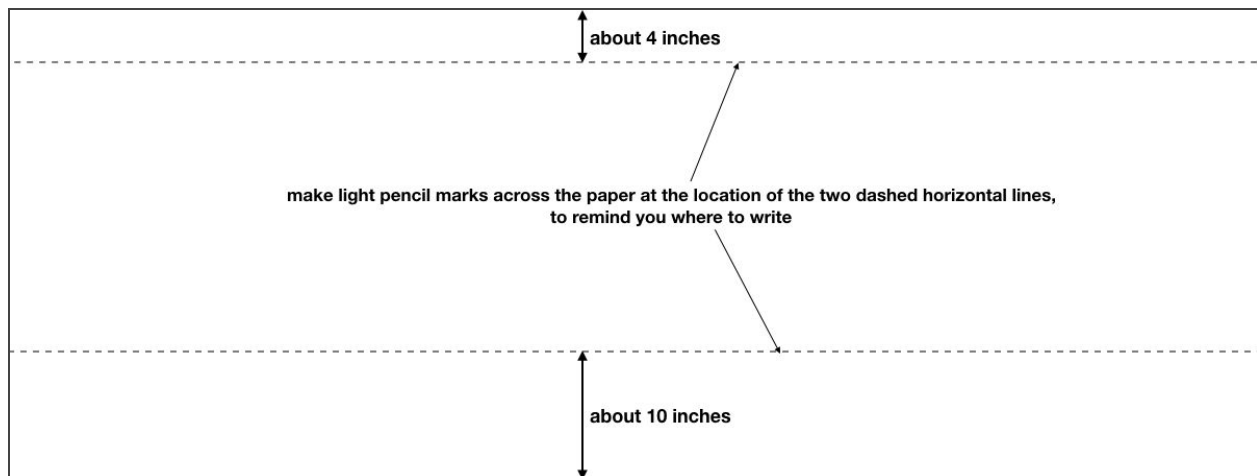 about 4 inches
make light pencil marks across the paper at the location of the two dashed horizontal lines,
to remind you where to write
about 10 inches